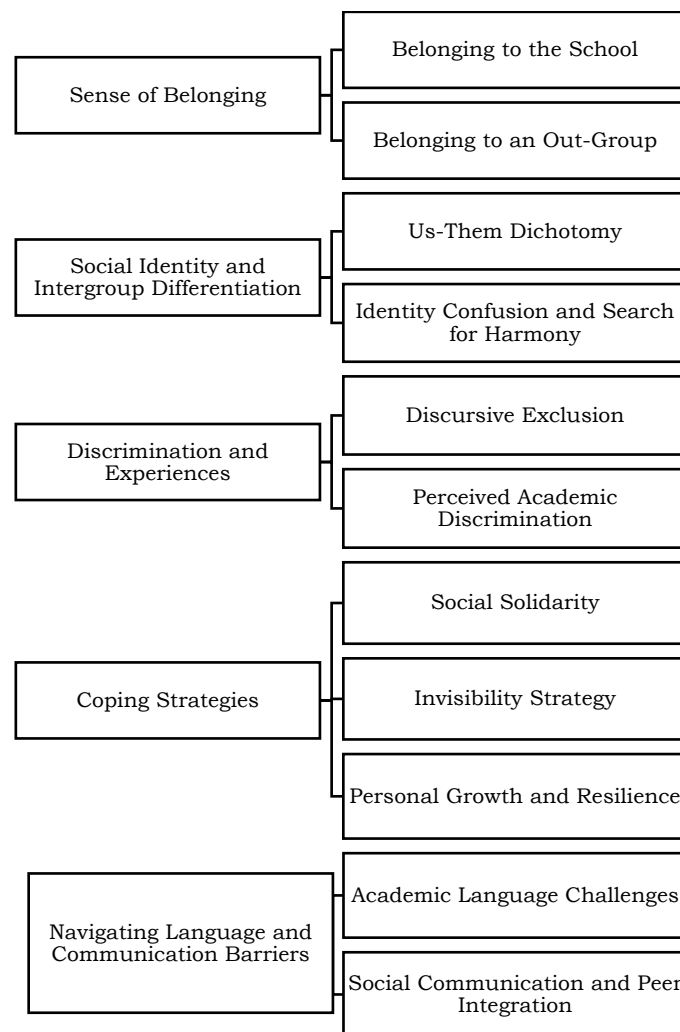 Sense of Belonging
Belonging to the School
Belonging to an Out-Group
Social Identity and
Intergroup Differentiation
Us-Them Dichotomy
Identity Confusion and Search
for Harmony
Discrimination and
Experiences
Discursive Exclusion
Perceived Academic
Discrimination
Coping Strategies
Social Solidarity
Invisibility Strategy
Personal Growth and Resilience
Navigating Language and
Communication Barriers
Academic Language Challenges
Social Communication and Peer
Integration